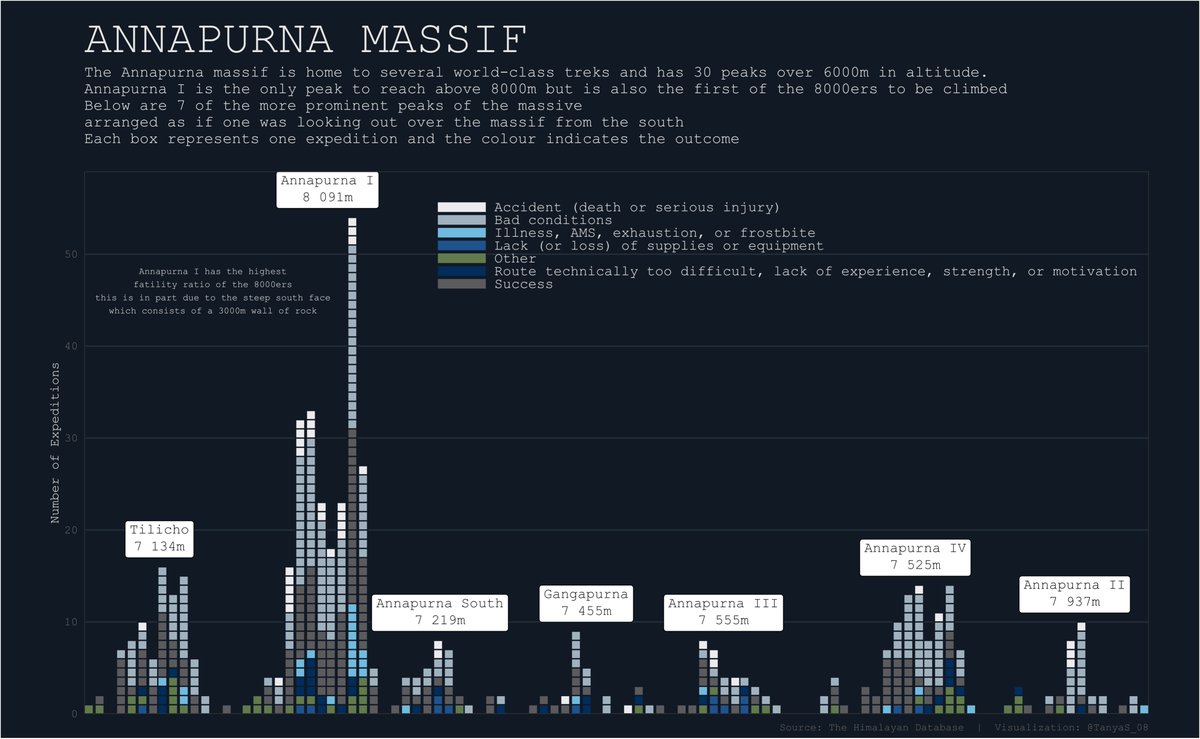 ANNAPURNA MASSIF
The Annapurna massif is home to several world-class treks and has 30 peaks over 6000m in altitude.
Annapurna I is the only peak to reach above 8000m but is also the first of the 8000ers to be climbed
Below are 7 of the more prominent peaks of the massive
arranged as if one was looking out over the massif from the south
Each box represents one expedition and the colour indicates the outcome
Annapurna I
8 091m
Accident (death or serious injury)
Bad conditions
Illness, AMS, exhaustion, or frostbite
Lack (or loss) of supplies or equipment
Other
Route technically too difficult, lack of experience, strength, or motivation
Success
Annapurna I has the highest
fatility ratio of the 8000ers
this is in part due to the steep south face
which consists of a 3000m wall of rock
Number of Expeditions
50
40
30
20
10
0
Tilicho
7 134m
Annapurna South
7 219m
Gangapurna
7 455m
Annapurna III
7 555m
Annapurna IV
7 525m
Annapurna II
7 937m
Source: The Himalayan Database | Visualization: @TanyaS_08